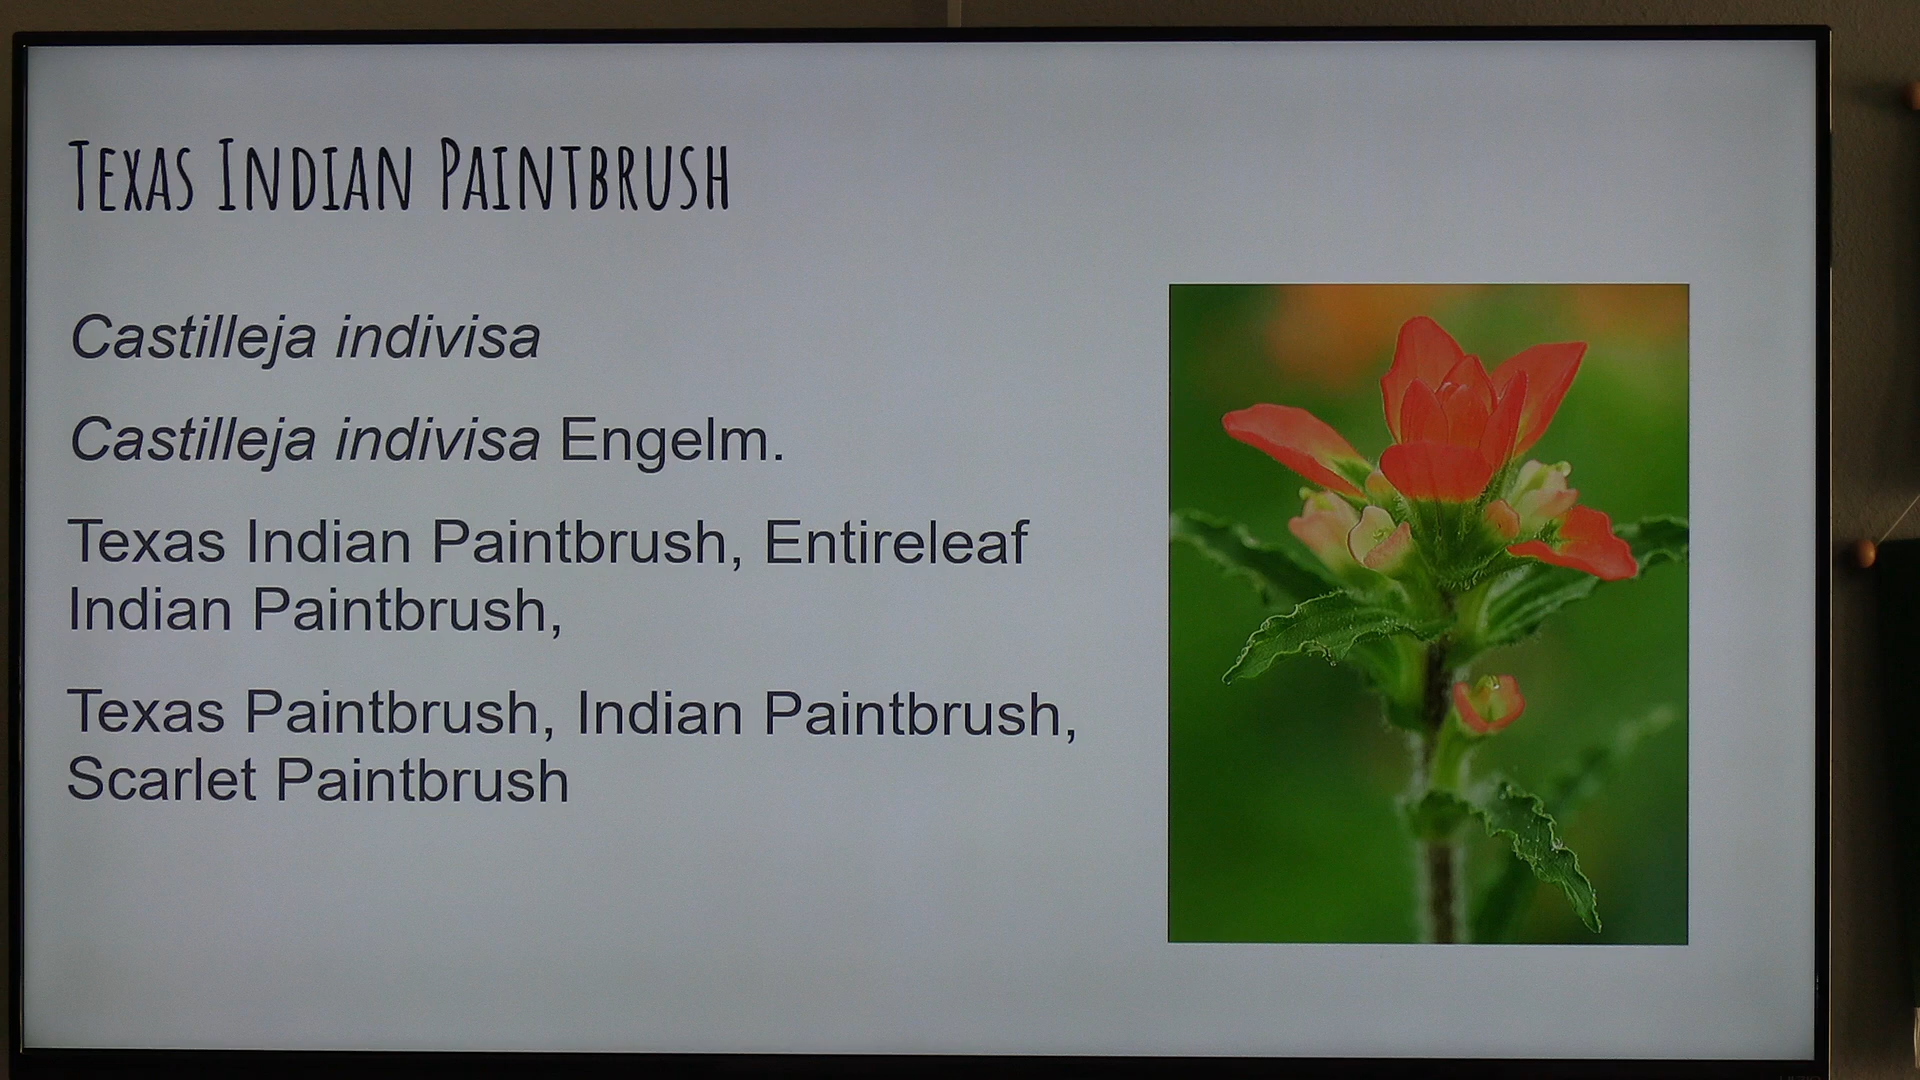 Texas Indian Paintbrush
Castilleja indivisa
Castilleja indivisa Engelm.
Texas Indian Paintbrush, Entireleaf
Indian Paintbrush,
Texas Paintbrush, Indian Paintbrush,
Scarlet Paintbrush